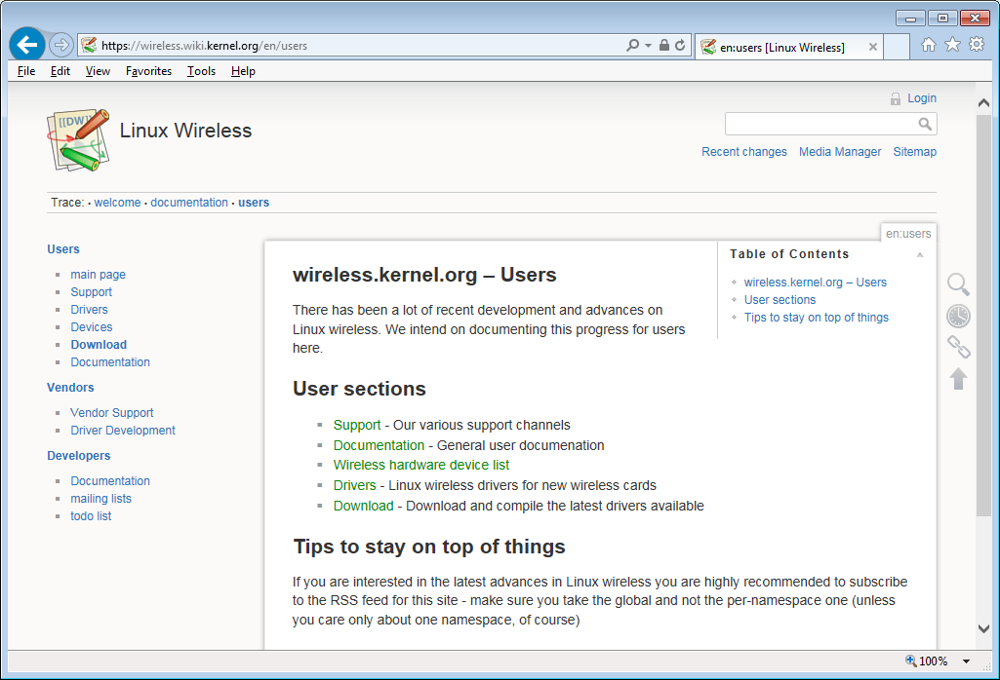 https://wireless.wiki.kernel.org/en/users
en:users [Linux Wireless]
File Edit View Favorites Tools Help
Login
[[DW
Linux Wireless
Recent changes Media Manager Sitemap
Trace: • welcome • documentation • users
en:users
Users
main page
Support
Drivers
Devices
Download
Documentation
Vendors
Vendor Support
Driver Development
Developers
Documentation
mailing lists
todo list
wireless.kernel.org – Users
There has been a lot of recent development and advances on
Linux wireless. We intend on documenting this progress for users
here.
Table of Contents
wireless.kernel.org – Users
User sections
Tips to stay on top of things
User sections
Support - Our various support channels
Documentation - General user documenation
Wireless hardware device list
Drivers - Linux wireless drivers for new wireless cards
Download - Download and compile the latest drivers available
Tips to stay on top of things
If you are interested in the latest advances in Linux wireless you are highly recommended to subscribe
to the RSS feed for this site - make sure you take the global and not the per-namespace one (unless
you care only about one namespace, of course)
100%